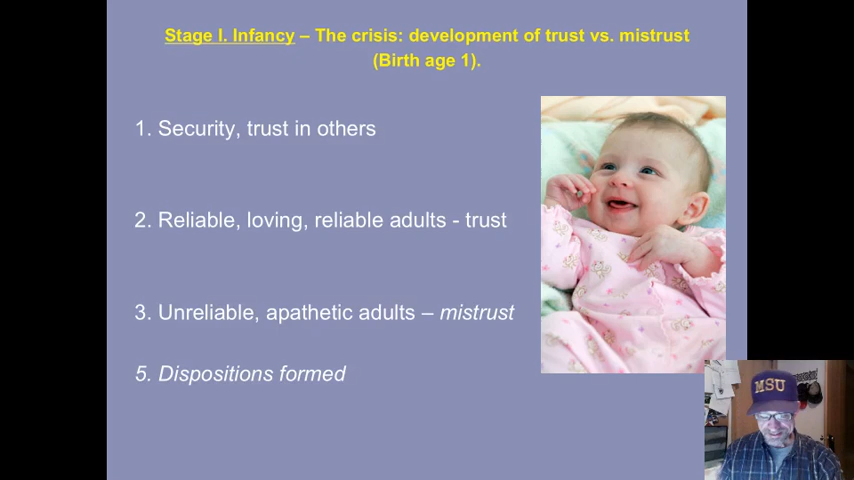 Stage I. Infancy – The crisis: development of trust vs. mistrust
(Birth age 1).
1. Security, trust in others
2. Reliable, loving, reliable adults - trust
3. Unreliable, apathetic adults – mistrust
5. Dispositions formed
MSU